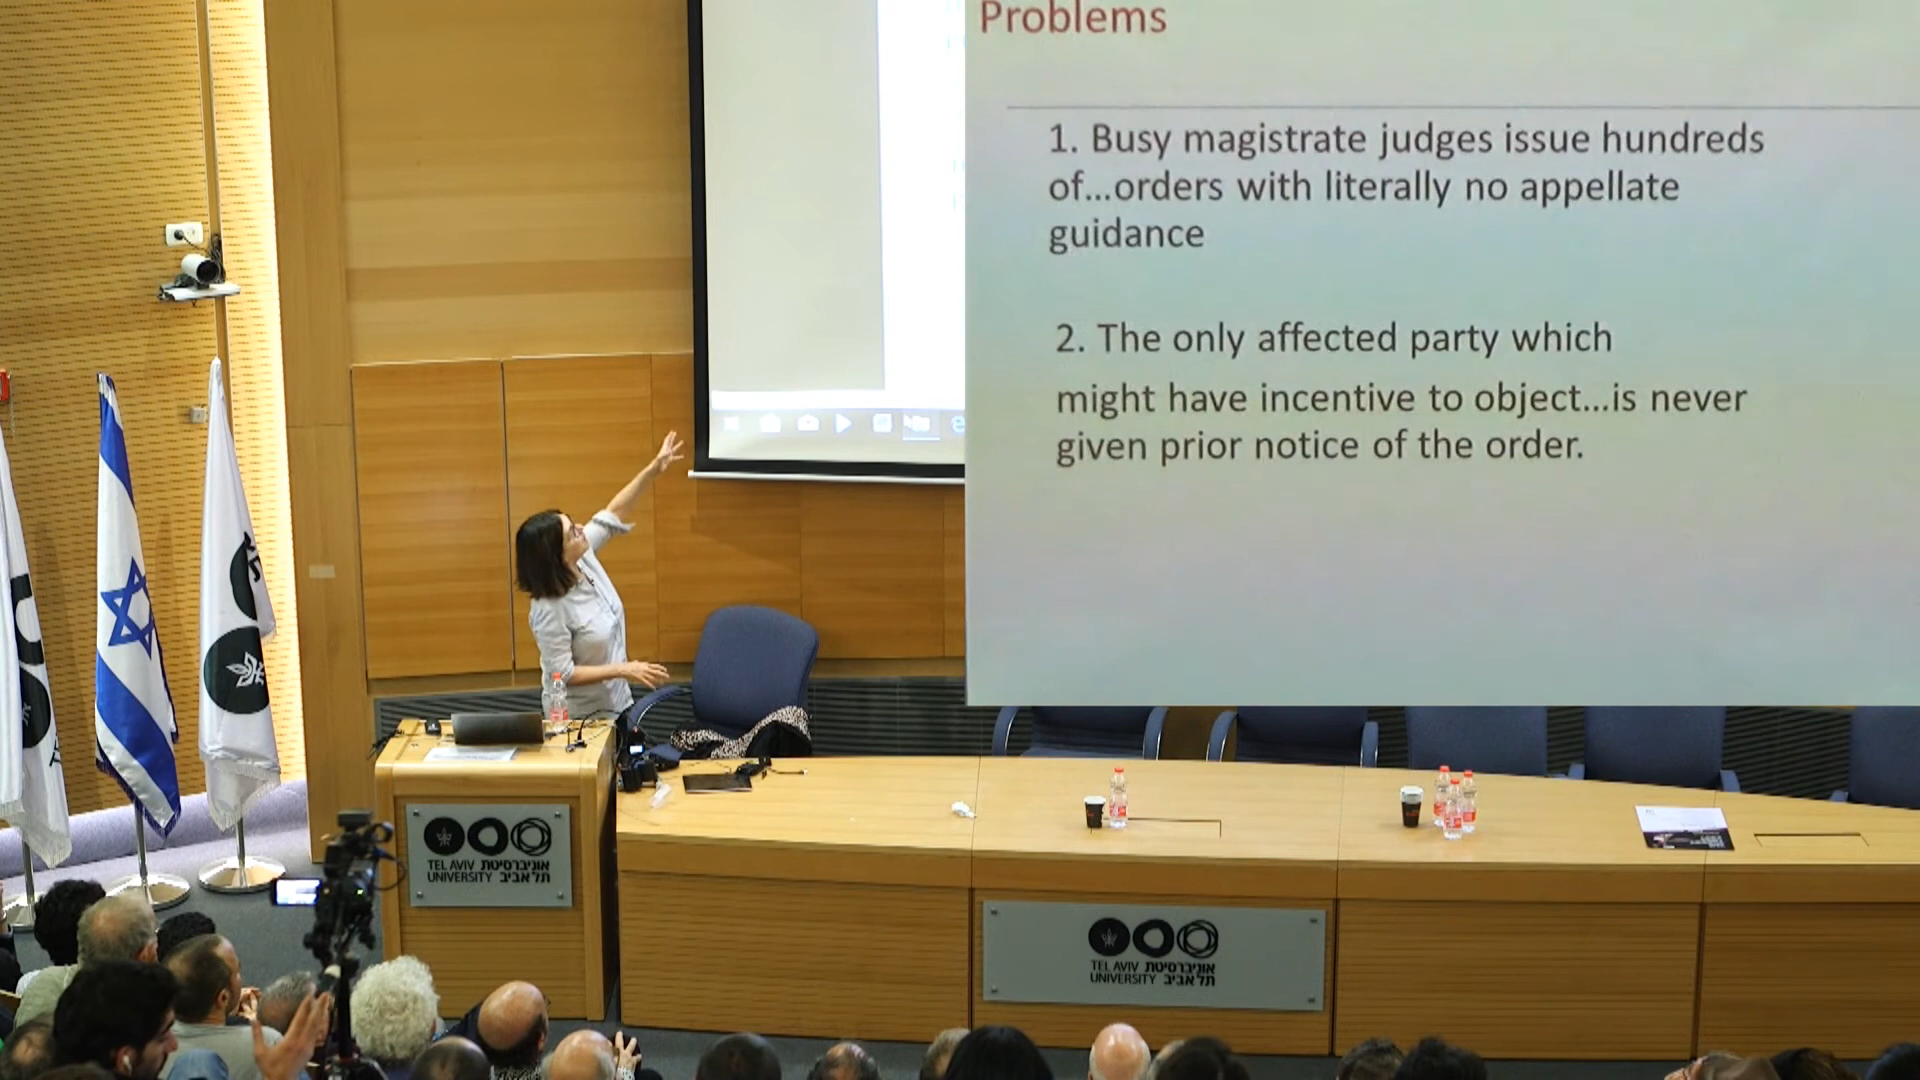 Problems
1. Busy magistrate judges issue hundreds
of...orders with literally no appellate
guidance
2. The only affected party which
might have incentive to object...is never
given prior notice of the order.
TEL AVIV אוניברסיטת
UNIVERSITY תל אביב
TEL AVIV אוניברסיטת
UNIVERSITY תל אביב